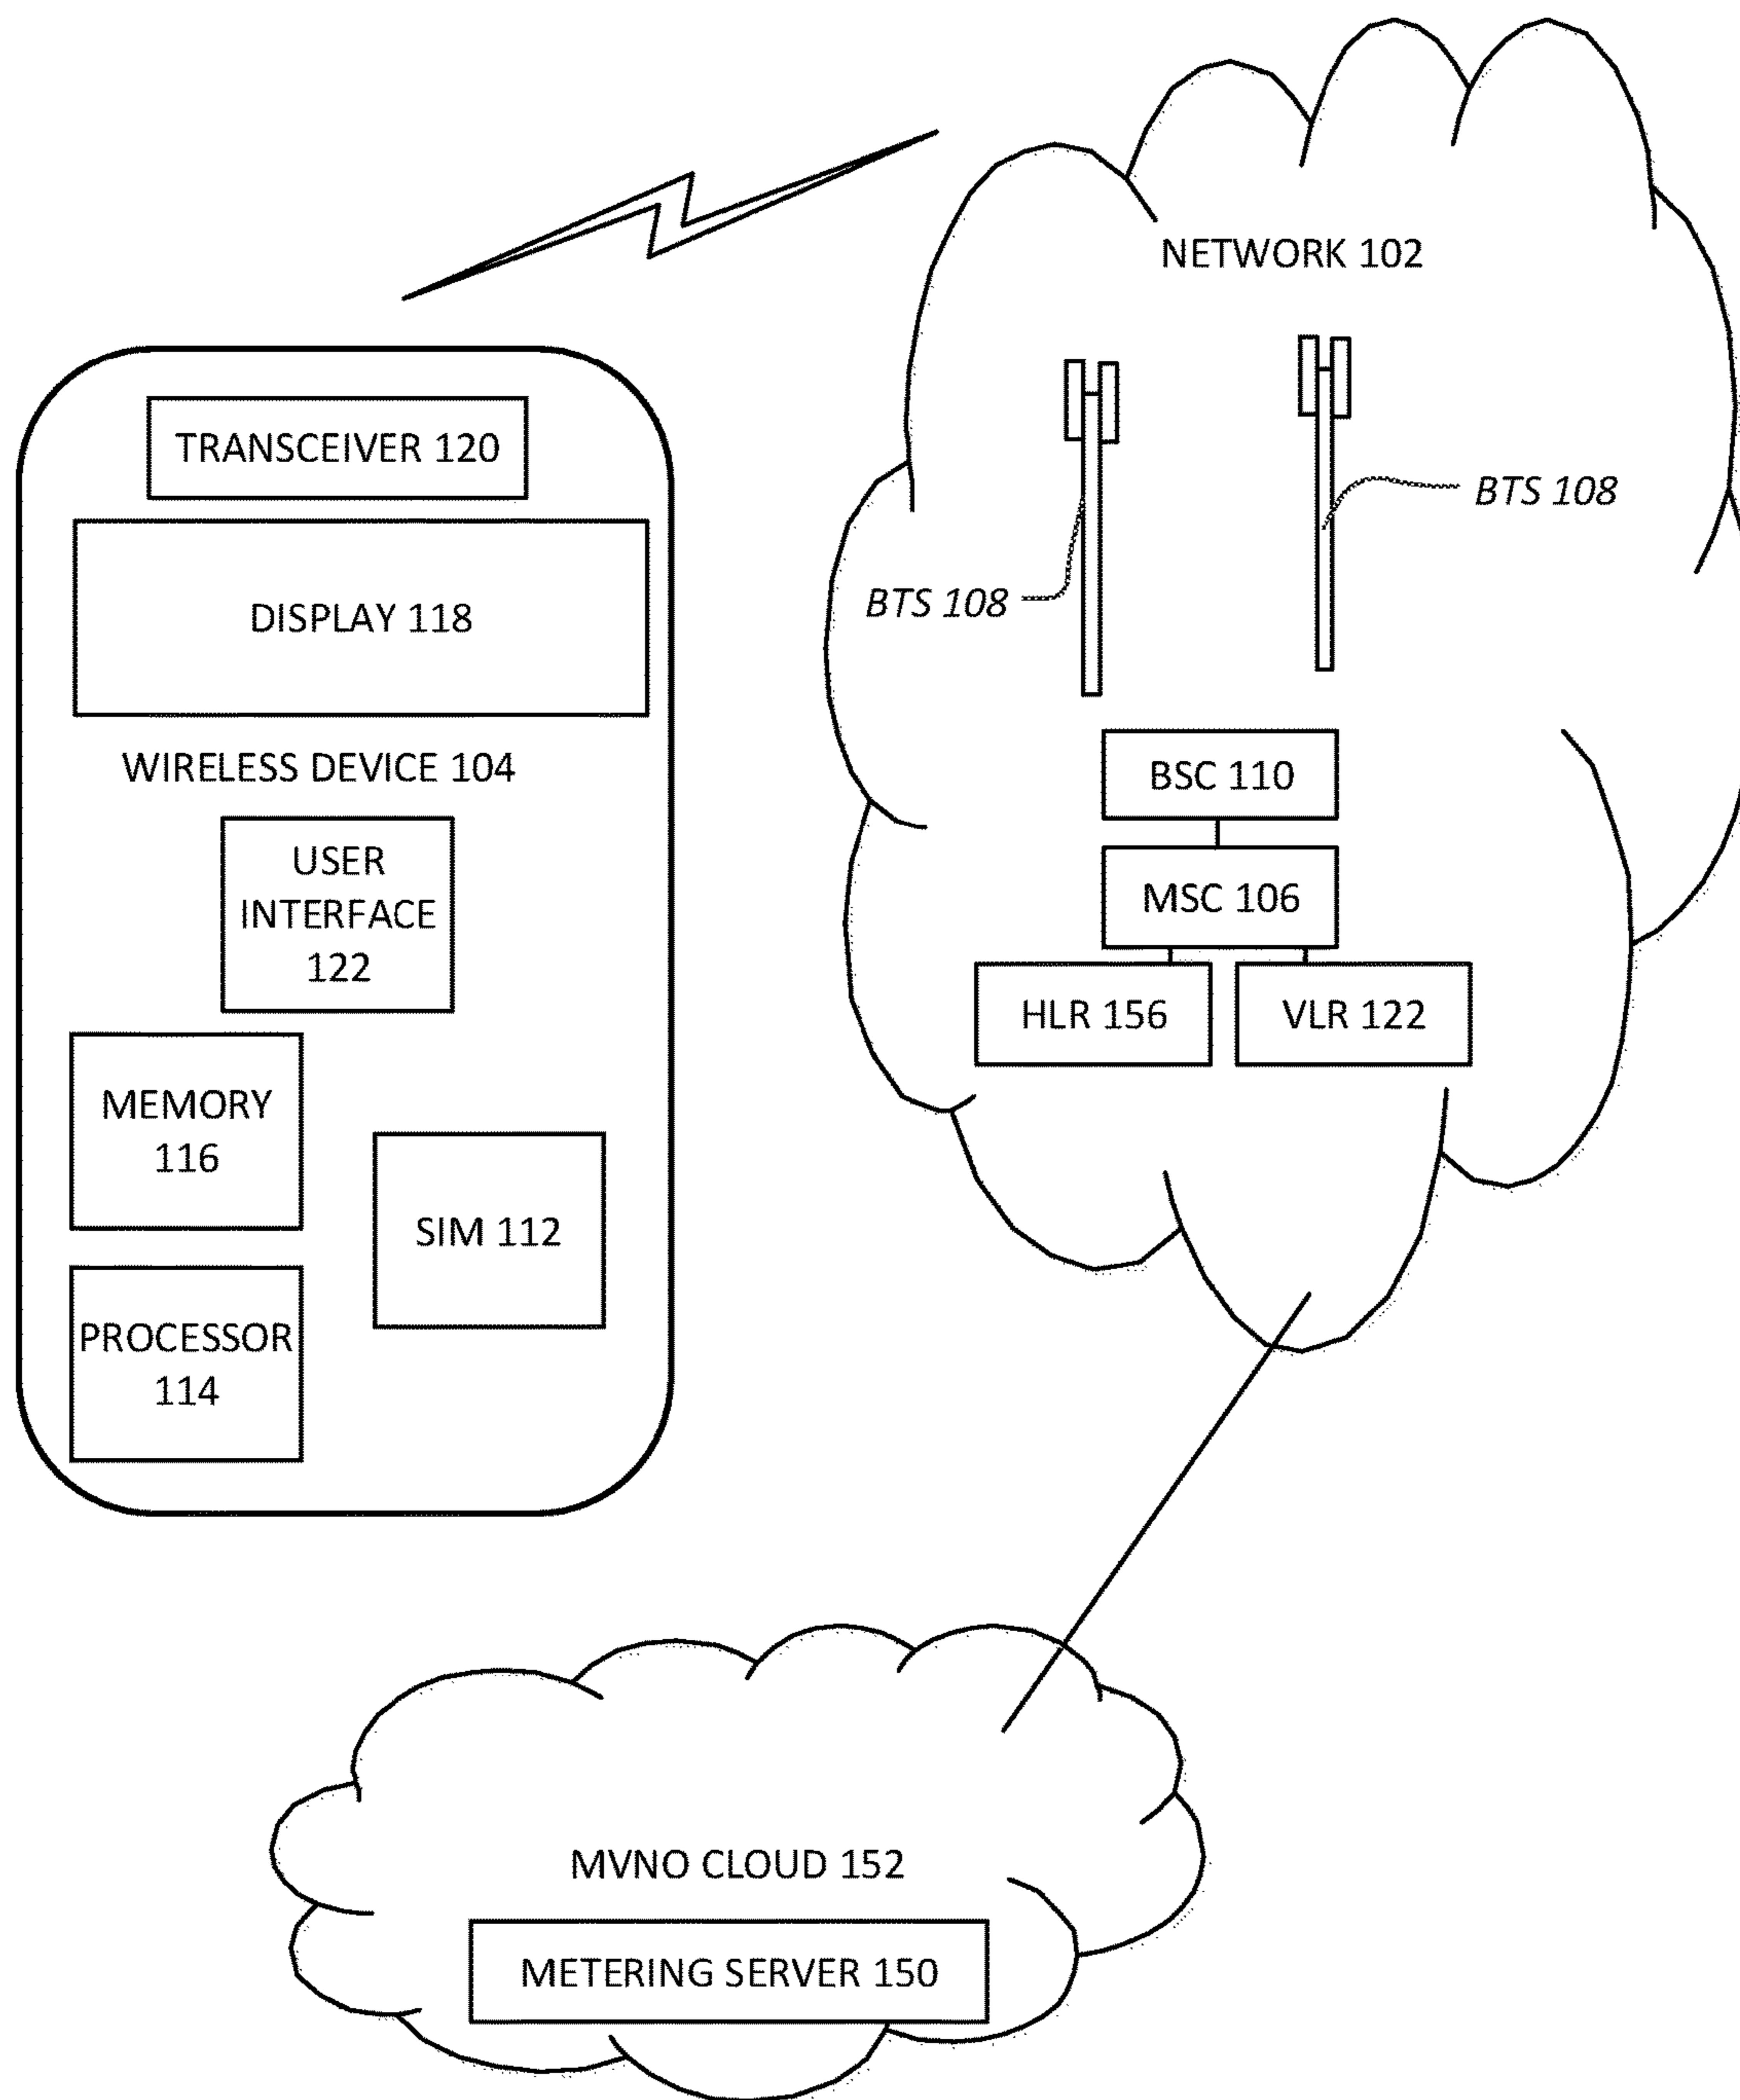 NETWORK 102
TRANSCEIVER 120
DISPLAY 118
WIRELESS DEVICE 104
USER
INTERFACE
122
MEMORY
116
SIM 112
PROCESSOR
114
BTS 108
BTS 108
BSC 110
MSC 106
HLR 156
VLR 122
MVNO CLOUD 152
METERING SERVER 150